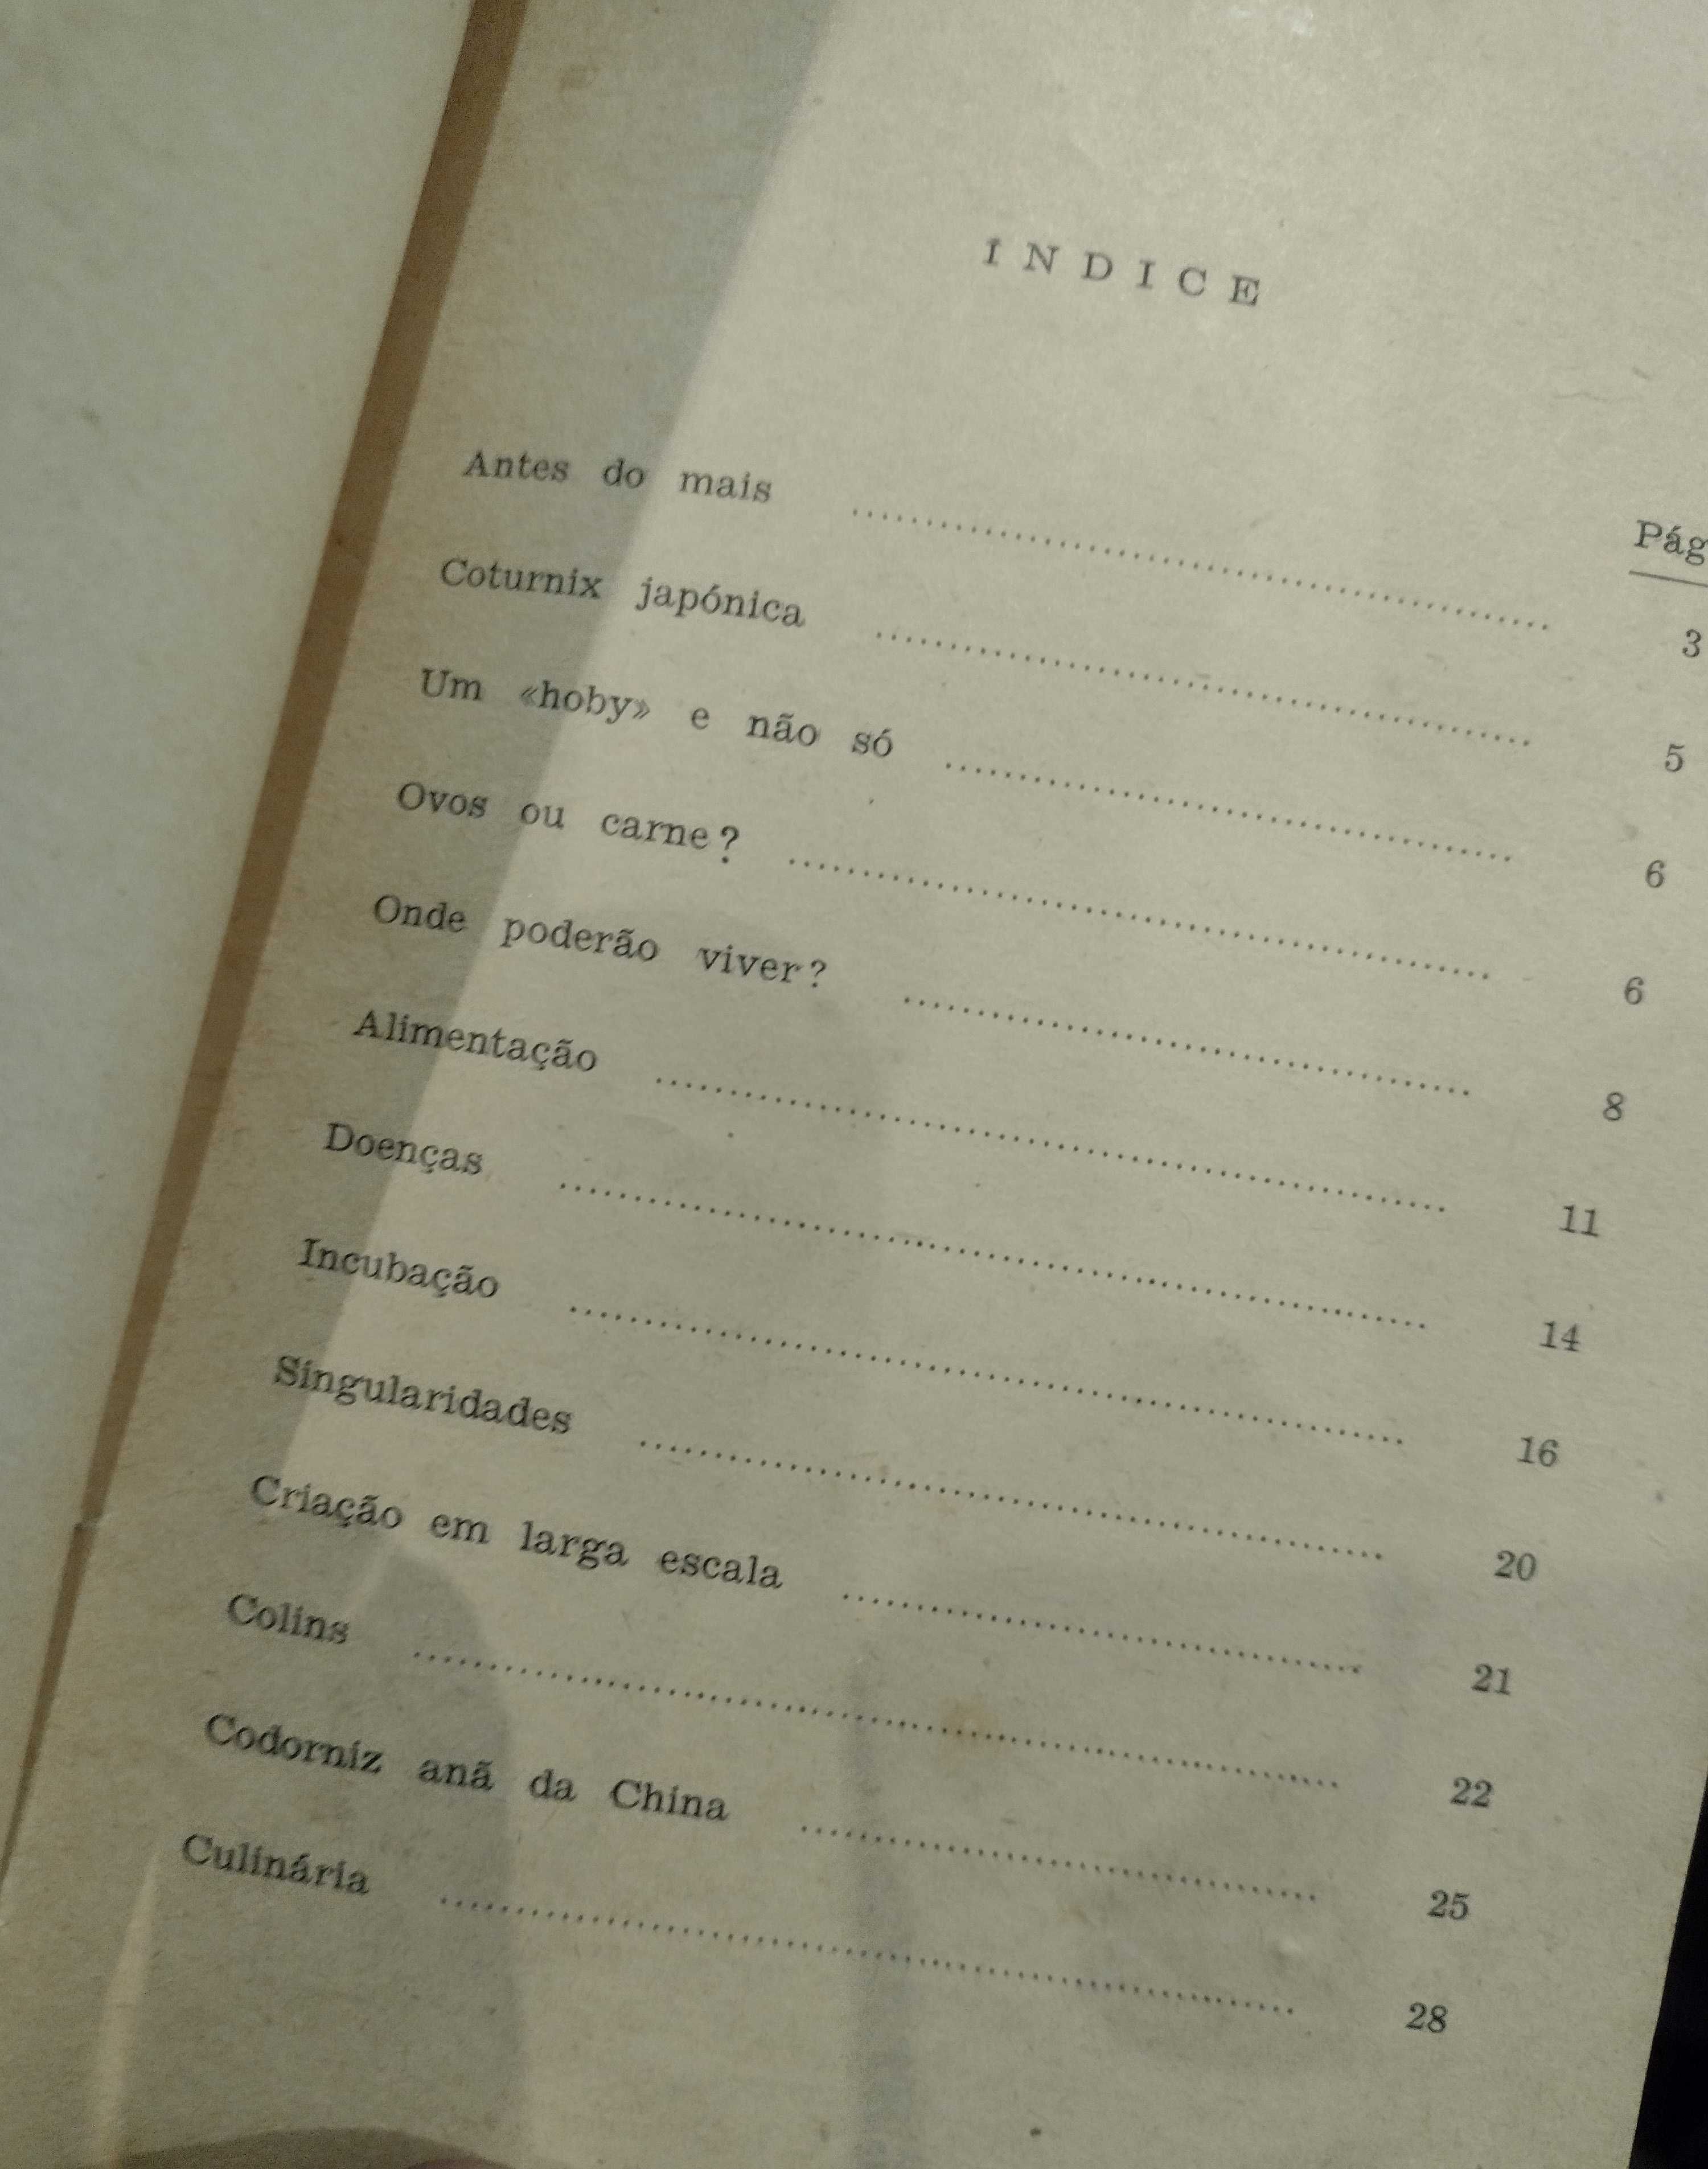 INDICE
Pág
Antes do mais ........ 3
Coturnix japónica ........ 5
Um «hoby» e não só ........ 6
Ovos ou carne? ........ 6
Onde poderão viver? ........ 8
Alimentação ........ 11
Doenças ........ 14
Incubação ........ 16
Singularidades ........ 20
Criação em larga escala ........ 21
Colins ........ 22
Codorniz anã da China ........ 25
Culinária ........ 28